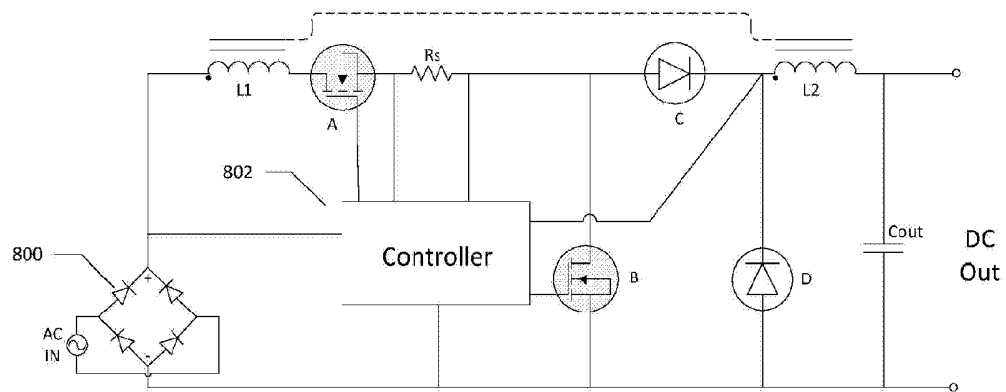 L1
A
Rs
C
L2
802
800
Controller
B
D
Cout
DC
Out
+
-
AC
IN